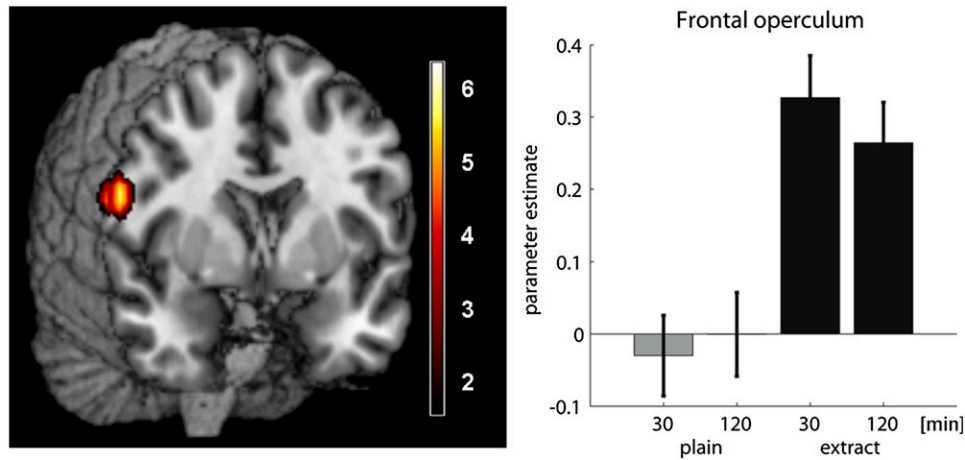 6
5
4
3
2
Frontal operculum
parameter estimate
0.4
0.3
0.2
0.1
0
-0.1
30 120 30 120 [min]
plain extract